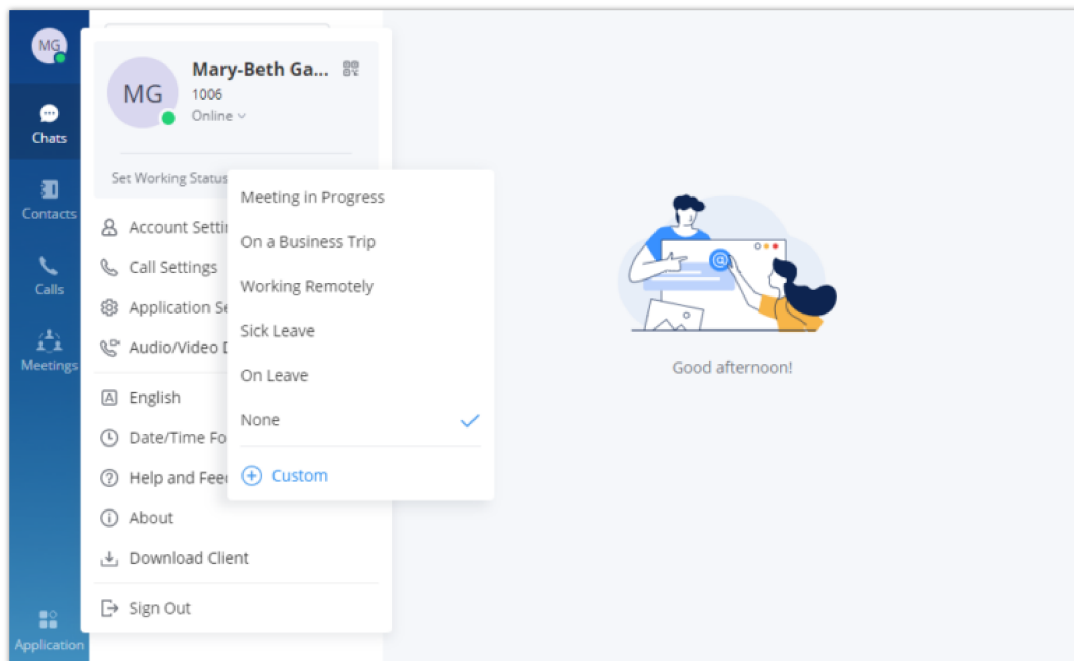 MG
Chats
Contacts
Calls
Meetings
Application
MG
Mary-Beth Ga...
1006
Online
Set Working Status
Meeting in Progress
On a Business Trip
Working Remotely
Sick Leave
On Leave
None
Custom
Account Setti
Call Settings
Application Se
Audio/Video D
English
Date/Time Fo
Help and Feed
About
Download Client
Sign Out
@
Good afternoon!